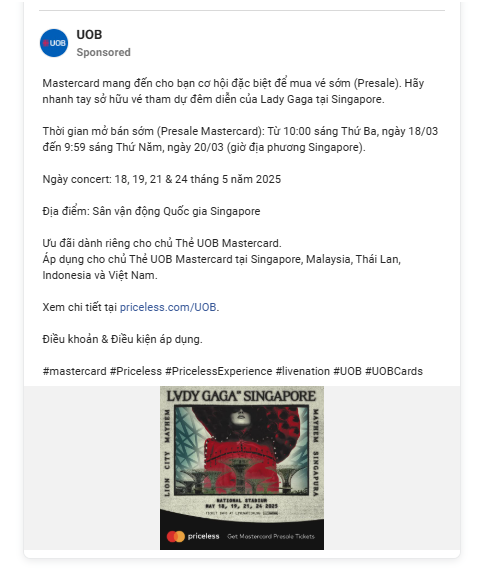 UOB
UOB
Sponsored
Mastercard mang đến cho bạn cơ hội đặc biệt để mua vé sớm (Presale). Hãy
nhanh tay sở hữu vé tham dự đêm diễn của Lady Gaga tại Singapore.
Thời gian mở bán sớm (Presale Mastercard): Từ 10:00 sáng Thứ Ba, ngày 18/03
đến 9:59 sáng Thứ Năm, ngày 20/03 (giờ địa phương Singapore).
Ngày concert: 18, 19, 21 & 24 tháng 5 năm 2025
Địa điểm: Sân vận động Quốc gia Singapore
Ưu đãi dành riêng cho chủ Thẻ UOB Mastercard.
Áp dụng cho chủ Thẻ UOB Mastercard tại Singapore, Malaysia, Thái Lan,
Indonesia và Việt Nam.
Xem chi tiết tại priceless.com/UOB.
Điều khoản & Điều kiện áp dụng.
#mastercard #Priceless #PricelessExperience #livenation #UOB #UOBCards
LVDY GAGA" SINGAPORE
LION CITY MAYHEM
MAYHEM SINGAPURA
NATIONAL STADIUM
MAY 18, 19, 21, 24 2025
priceless Get Mastercard Presale Tickets